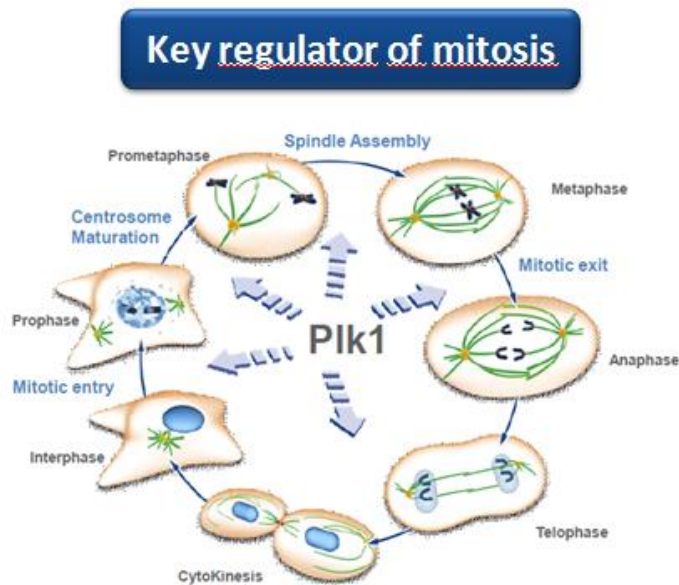 Key regulator of mitosis
Spindle Assembly
Prometaphase
Metaphase
Centrosome
Maturation
Mitotic exit
Prophase
Plk1
Anaphase
Mitotic entry
Interphase
Telophase
CytoKinesis